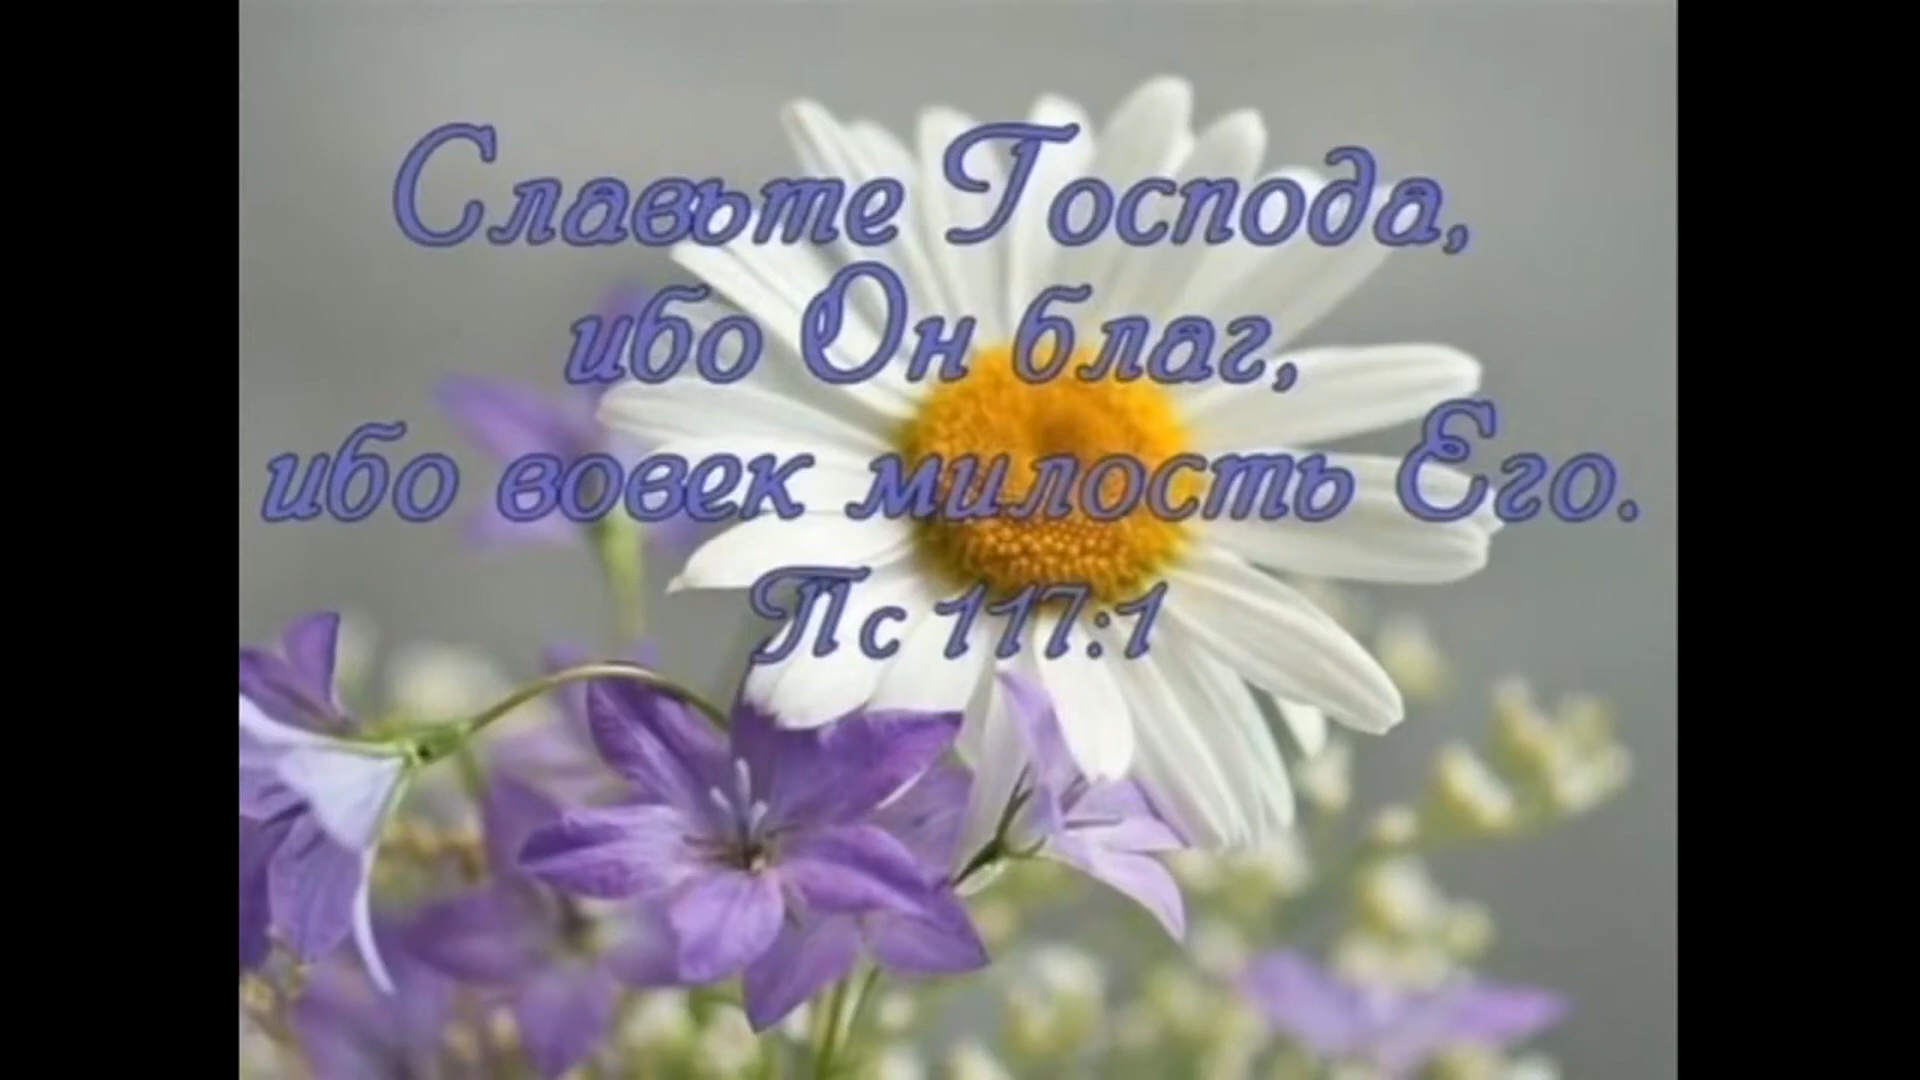 Славьте Господа,
ибо Он благ,
ибо вовек милость Его.
Пс 117:1